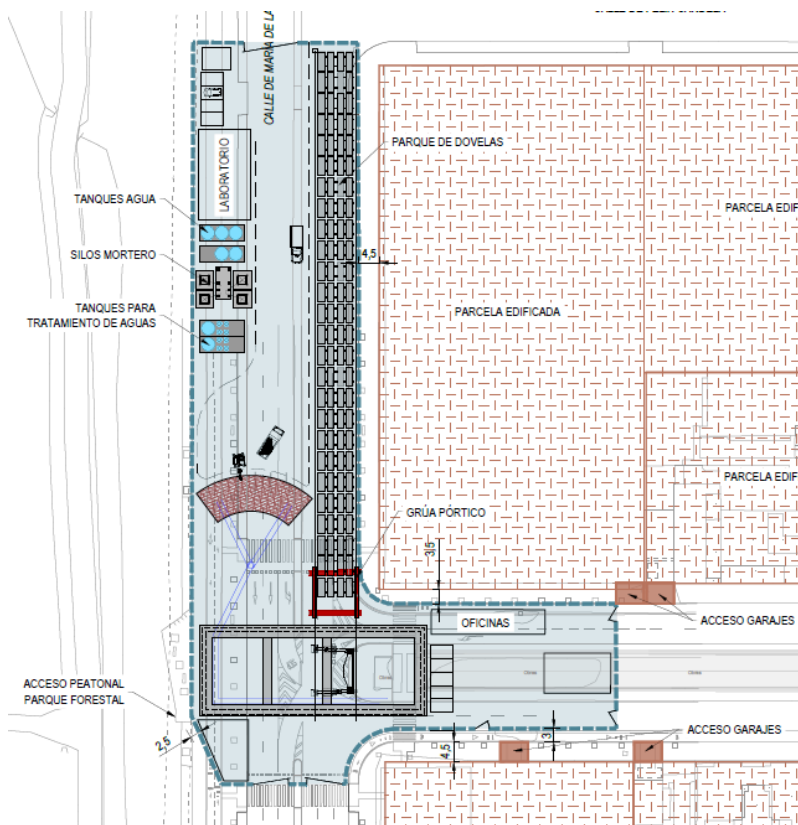 CALLE DE MARIA DE LA
PARQUE DE DOVELAS
LABORATORIO
TANQUES AGUA
PARCELA EDIF
4,5
SILOS MORTERO
TANQUES PARA
TRATAMIENTO DE AGUAS
PARCELA EDIFICADA
PARCELA EDIF
GRÚA PÓRTICO
3,5
OFICINAS
ACCESO GARAJES
ACCESO PEATONAL
PARQUE FORESTAL
2,5
4,5
3
ACCESO GARAJES